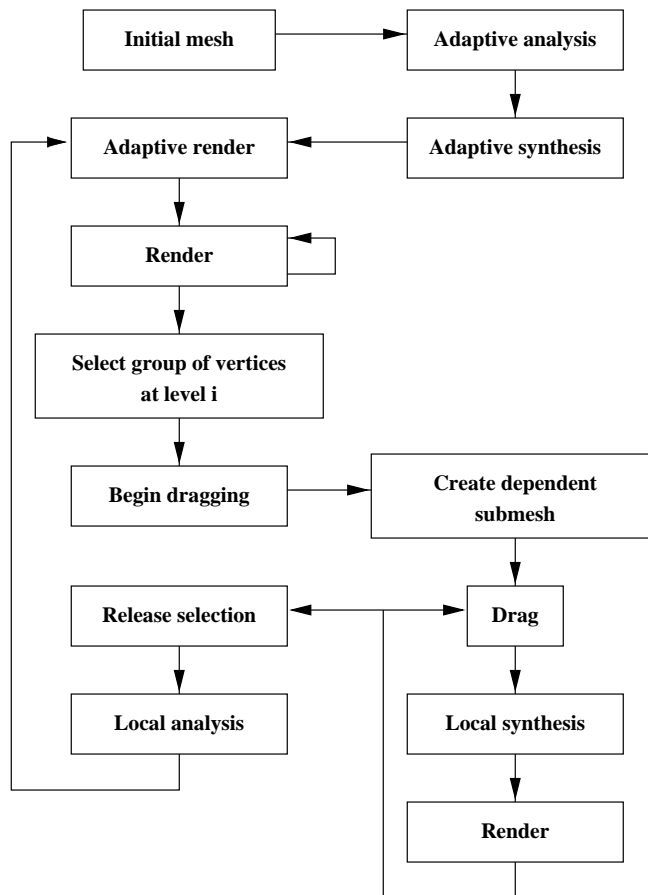 Initial mesh
Adaptive analysis
Adaptive render
Adaptive synthesis
Render
Select group of vertices
at level i
Begin dragging
Create dependent
submesh
Release selection
Drag
Local analysis
Local synthesis
Render